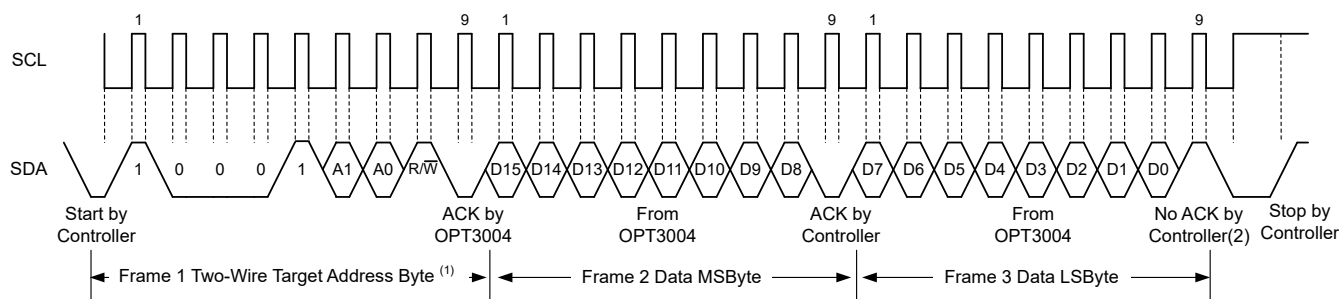 1 9 1 9 1 9
SCL
SDA 1 0 0 0 1 A1 A0 R/W̅ D15 D14 D13 D12 D11 D10 D9 D8 D7 D6 D5 D4 D3 D2 D1 D0
Start by
Controller
ACK by
OPT3004
From
OPT3004
ACK by
Controller
From
OPT3004
No ACK by
Controller(2)
Stop by
Controller
Frame 1 Two-Wire Target Address Byte (1)
Frame 2 Data MSByte
Frame 3 Data LSByte